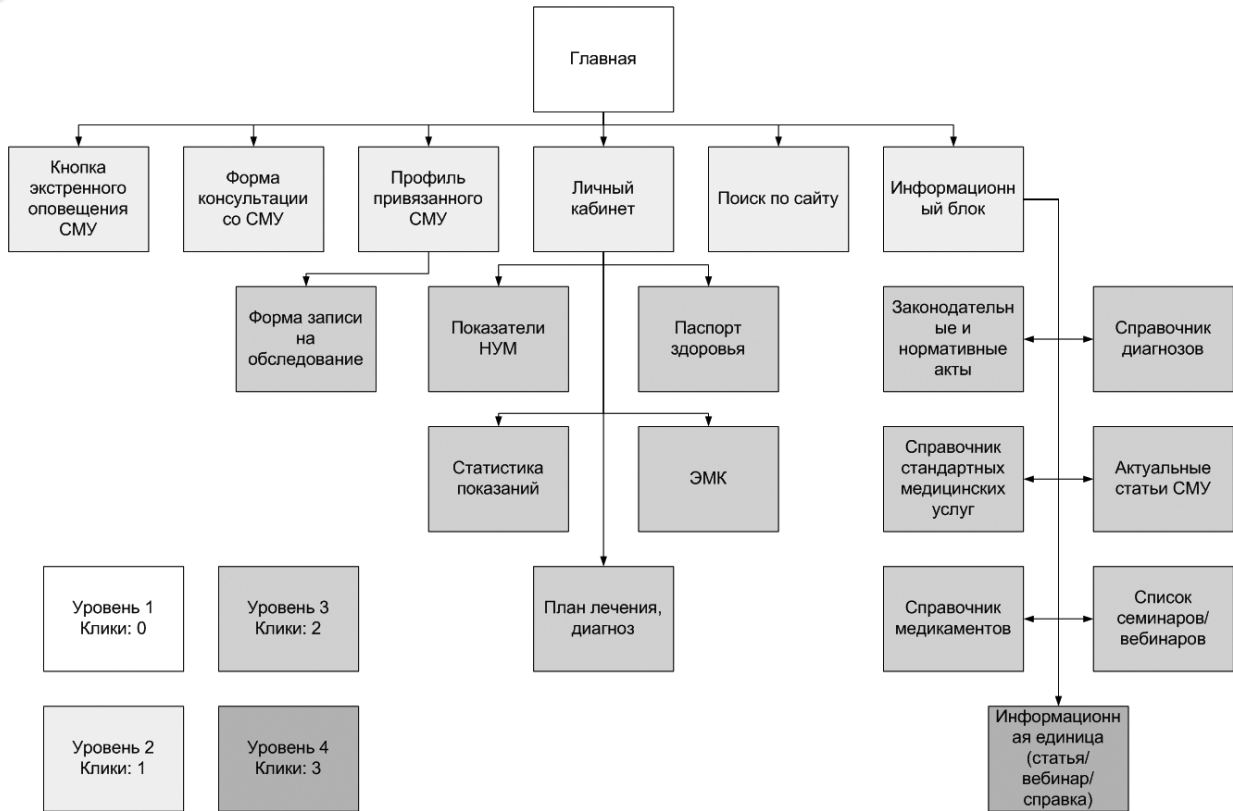 Главная
Кнопка
экстренного
оповещения
СМУ
Форма
консультации
со СМУ
Профиль
привязанного
СМУ
Личный
кабинет
Поиск по сайту
Информационн
ый блок
Форма записи
на
обследование
Показатели
НУМ
Паспорт
здоровья
Законодательн
ые и
нормативные
акты
Справочник
диагнозов
Статистика
показаний
ЭМК
Справочник
стандартных
медицинских
услуг
Актуальные
статьи СМУ
Уровень 1
Клики: 0
Уровень 3
Клики: 2
План лечения,
диагноз
Справочник
медикаментов
Список
семинаров/
вебинаров
Уровень 2
Клики: 1
Уровень 4
Клики: 3
Информационн
ая единица
(статья/
вебинар/
справка)